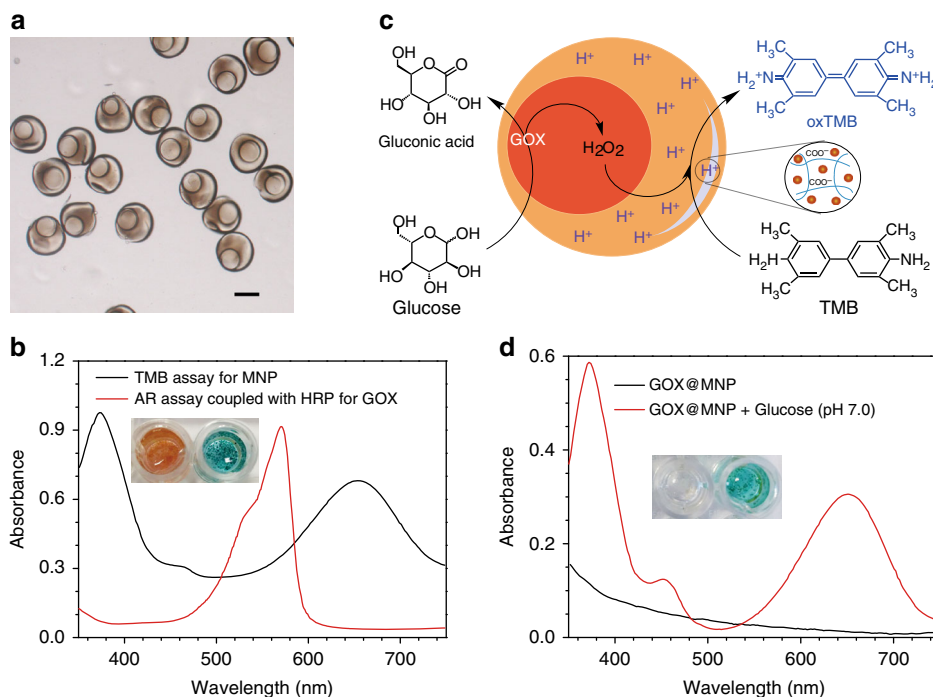 a
c
OH
O
O
HO
OH
OH
Gluconic acid
OH
O
OH
HO
OH
OH
Glucose
H⁺
H⁺
H⁺
H⁺
H⁺
H⁺
H⁺
H⁺
H⁺
H⁺
H⁺
GOX
H₂O₂
H₃C
CH₃
H₂⁺N
N⁺H₂
H₃C
CH₃
oxTMB
COO⁻
COO⁻
H₃C
CH₃
H₂H
NH₂
H₃C
CH₃
TMB
b
1.2
0.9
0.6
0.3
0.0
Absorbance
TMB assay for MNP
AR assay coupled with HRP for GOX
400
500
600
700
Wavelength (nm)
d
0.6
0.4
0.2
0.0
Absorbance
GOX@MNP
GOX@MNP + Glucose (pH 7.0)
400
500
600
700
Wavelength (nm)